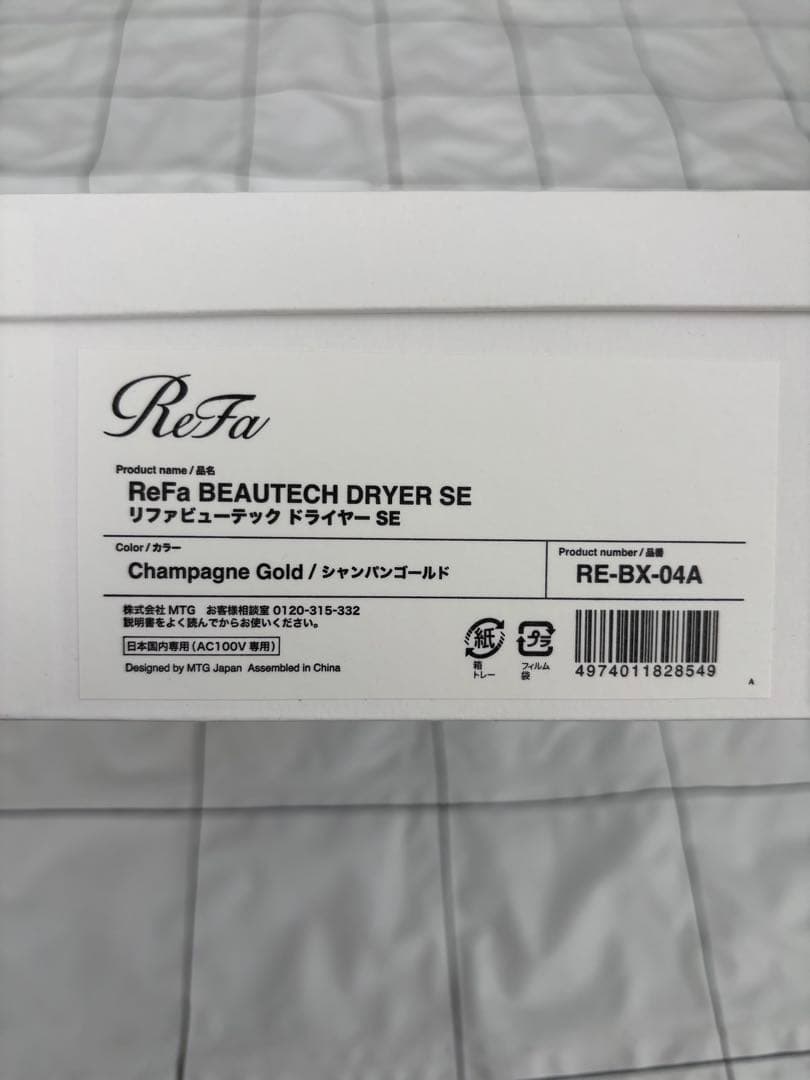 ReFa
Product name / 品名
ReFa BEAUTECH DRYER SE
リファビューテック ドライヤー SE
Color / カラー
Champagne Gold / シャンパンゴールド
Product number / 品番
RE-BX-04A
株式会社 MTG お客様相談室 0120-315-332
説明書をよく読んでからお使いください。
日本国内専用（AC100V 専用）
Designed by MTG Japan Assembled in China
紙
箱
トレー
プラ
フィルム
袋
4974011828549
A